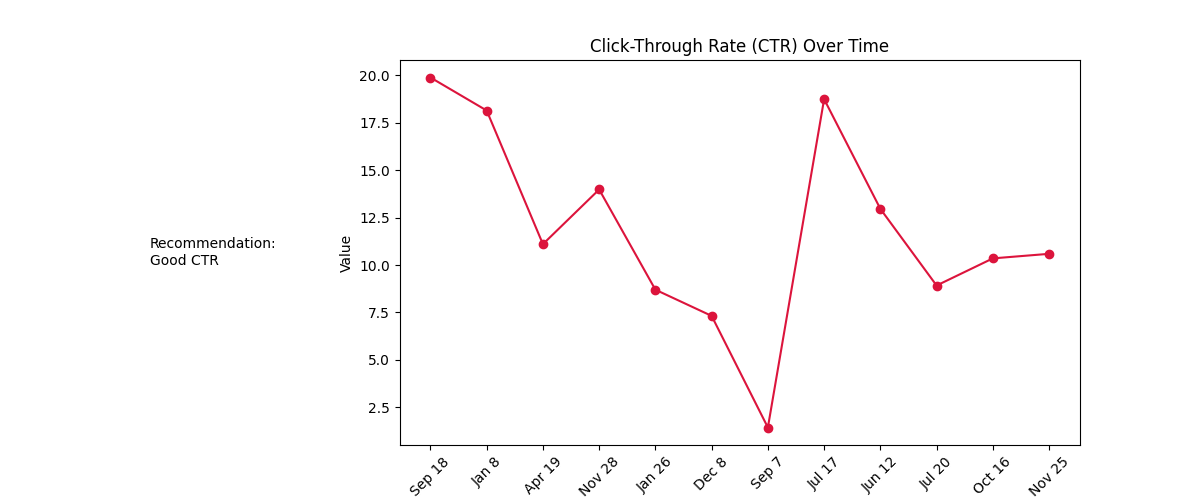 Click-Through Rate (CTR) Over Time
Recommendation:
Good CTR
Value
20.0
17.5
15.0
12.5
10.0
7.5
5.0
2.5
Sep 18
Jan 8
Apr 19
Nov 28
Jan 26
Dec 8
Sep 7
Jul 17
Jun 12
Jul 20
Oct 16
Nov 25